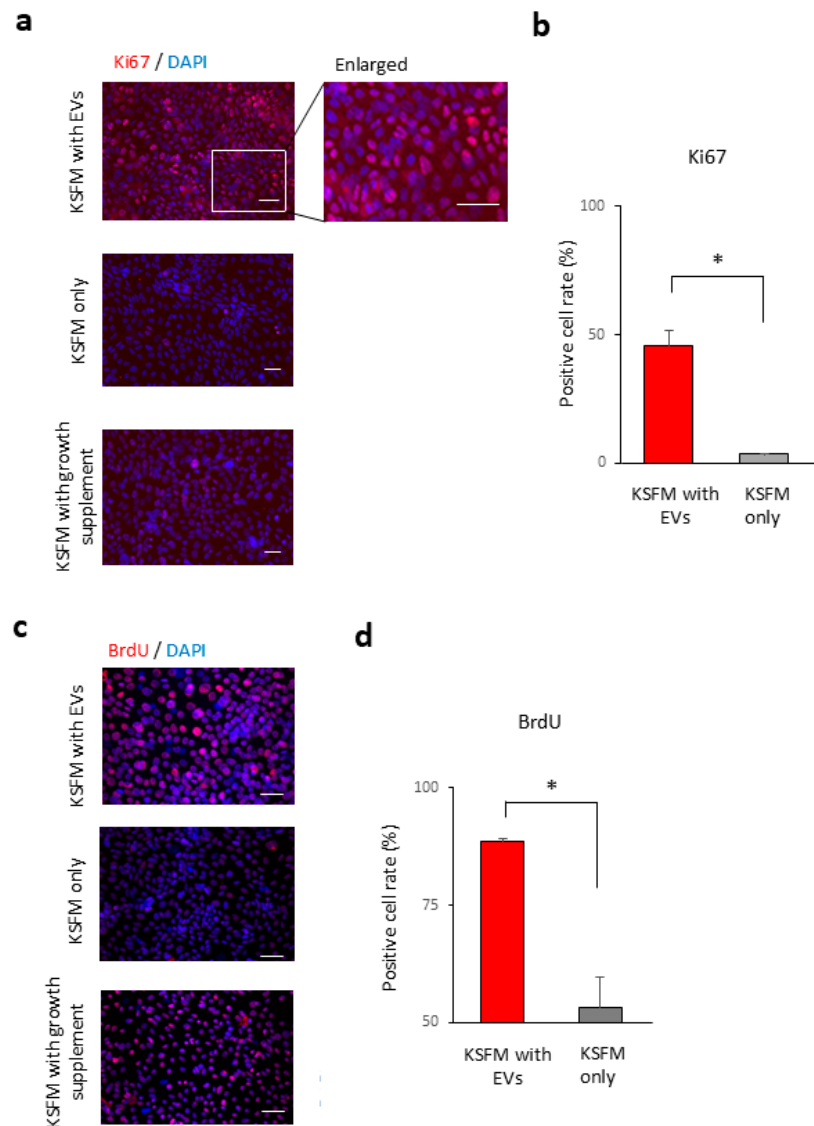 a
Ki67 / DAPI
Enlarged
KSFM with EVs
KSFM only
KSFM with growth
supplement
b
Ki67
Positive cell rate (%)
100
50
0
*
KSFM with
EVs
KSFM
only
c
BrdU / DAPI
KSFM with EVs
KSFM only
KSFM with growth
supplement
d
BrdU
Positive cell rate (%)
100
75
50
*
KSFM with
EVs
KSFM
only